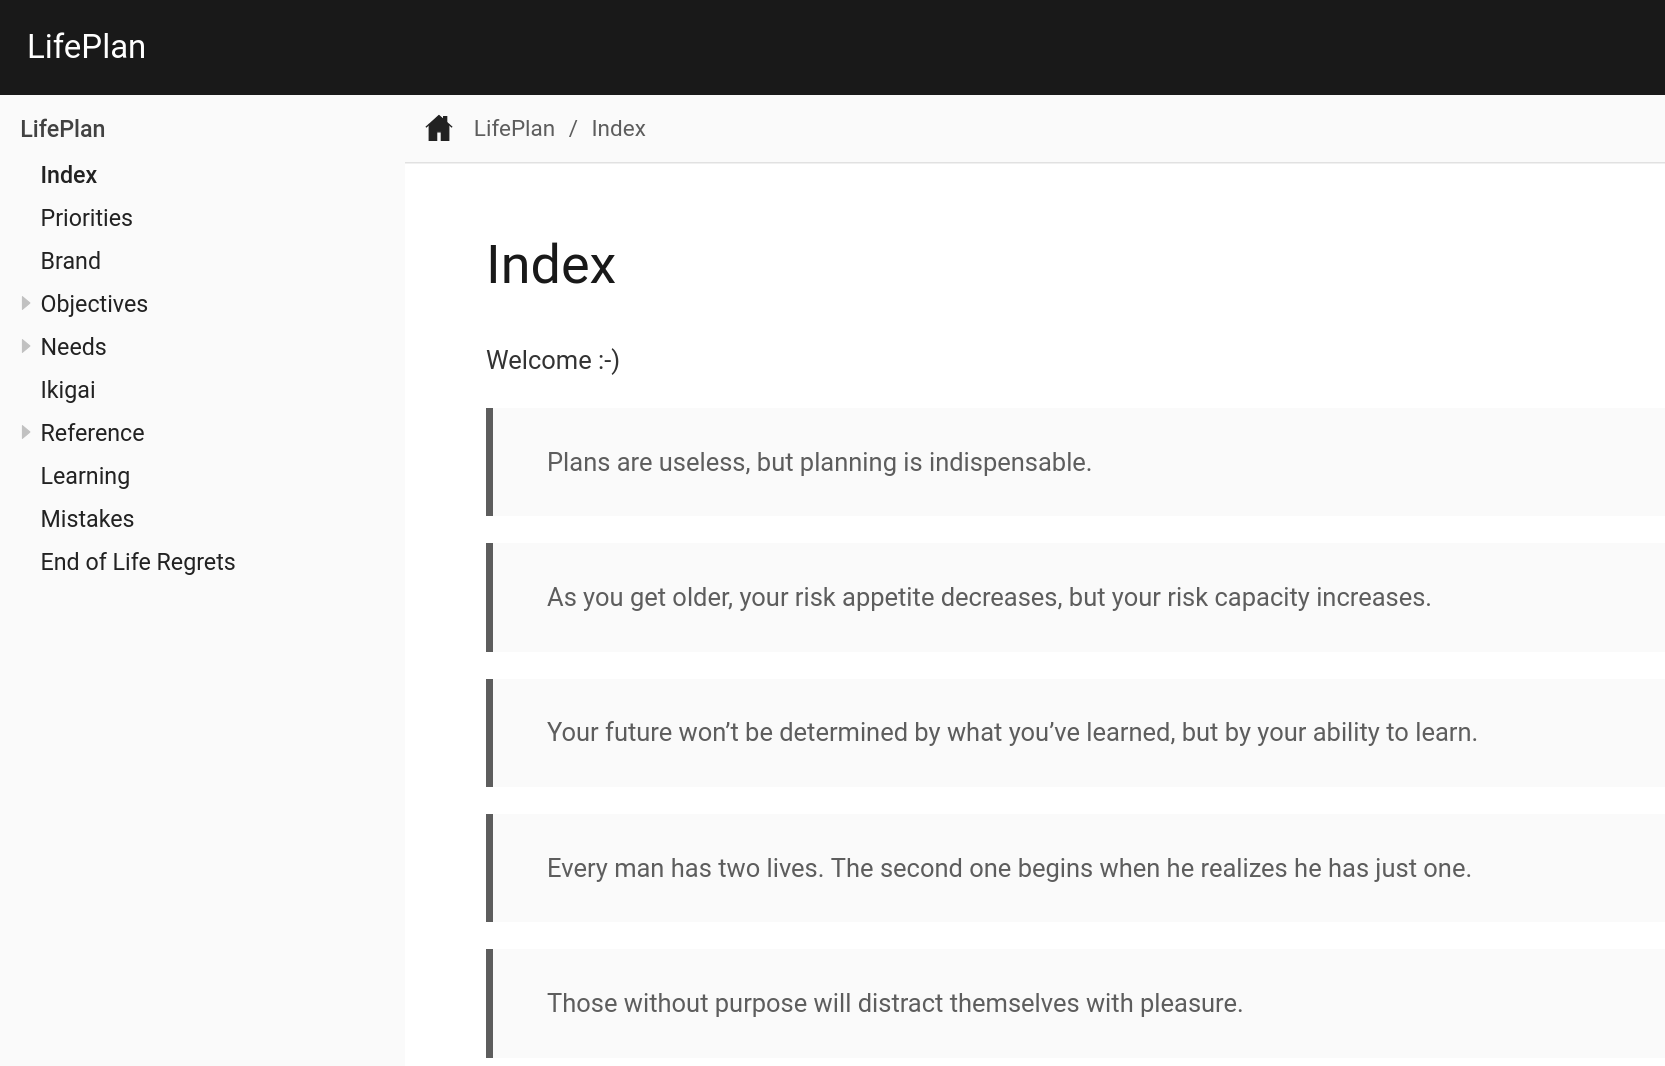 LifePlan
LifePlan
Index
Priorities
Brand
Objectives
Needs
Ikigai
Reference
Learning
Mistakes
End of Life Regrets
LifePlan / Index
Index
Welcome :-)
Plans are useless, but planning is indispensable.
As you get older, your risk appetite decreases, but your risk capacity increases.
Your future won’t be determined by what you’ve learned, but by your ability to learn.
Every man has two lives. The second one begins when he realizes he has just one.
Those without purpose will distract themselves with pleasure.